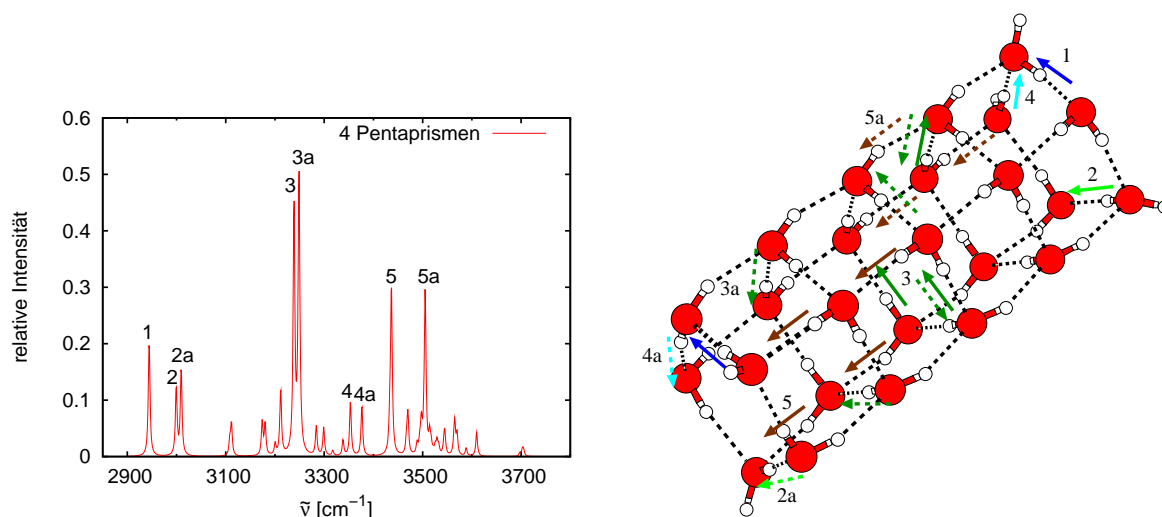 relative Intensität
0.6
0.5
0.4
0.3
0.2
0.1
0
4 Pentaprismen
3a
3
5
5a
1
2a
2
4
4a
2900
3100
3300
3500
3700
ν̃ [cm⁻¹]
1
4
5a
2
3
3a
4a
5
2a